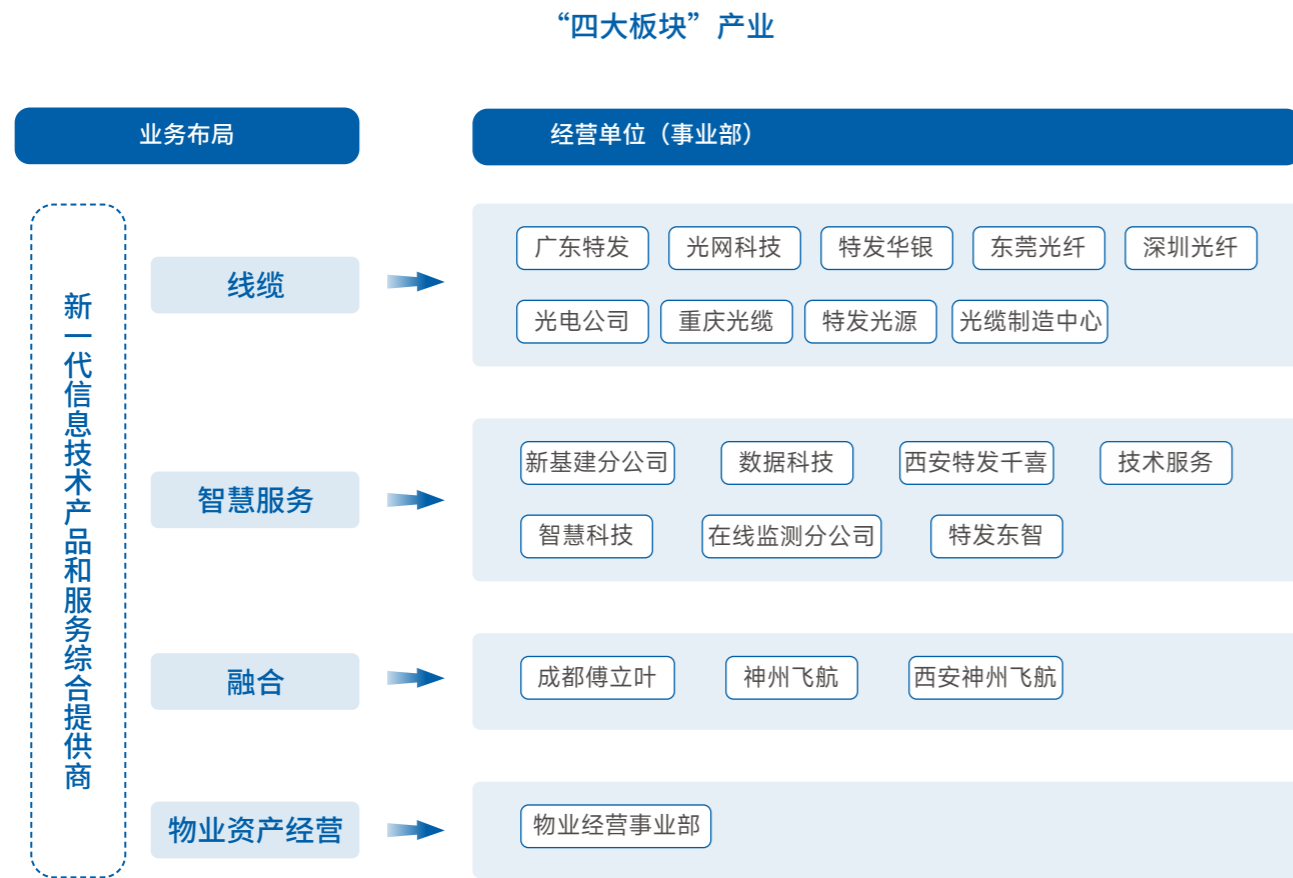 “四大板块”产业
业务布局
经营单位（事业部）
新一代信息技术产品和服务综合提供商
线缆
广东特发
光网科技
特发华银
东莞光纤
深圳光纤
光电公司
重庆光缆
特发光源
光缆制造中心
智慧服务
新基建分公司
数据科技
西安特发千喜
技术服务
智慧科技
在线监测分公司
特发东智
融合
成都傅立叶
神州飞航
西安神州飞航
物业资产经营
物业经营事业部